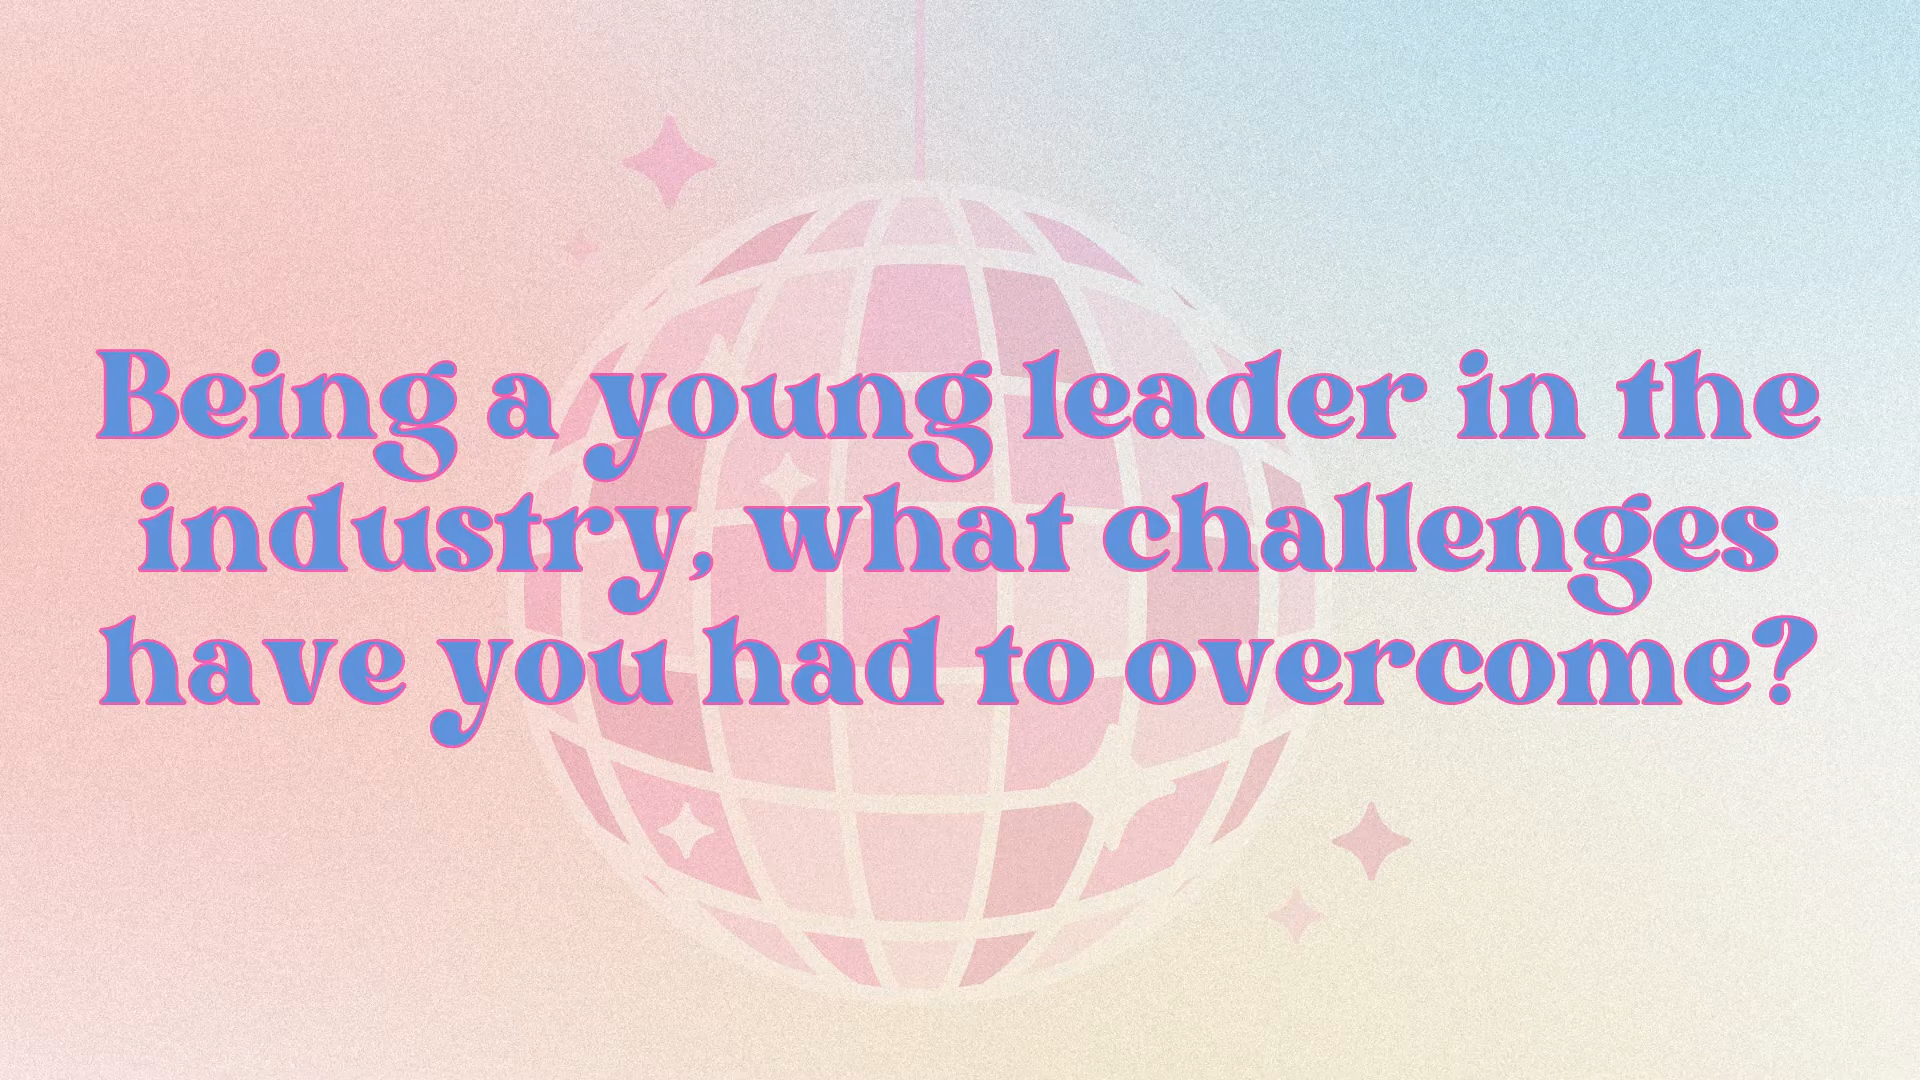 Being a young leader in the
industry, what challenges
have you had to overcome?